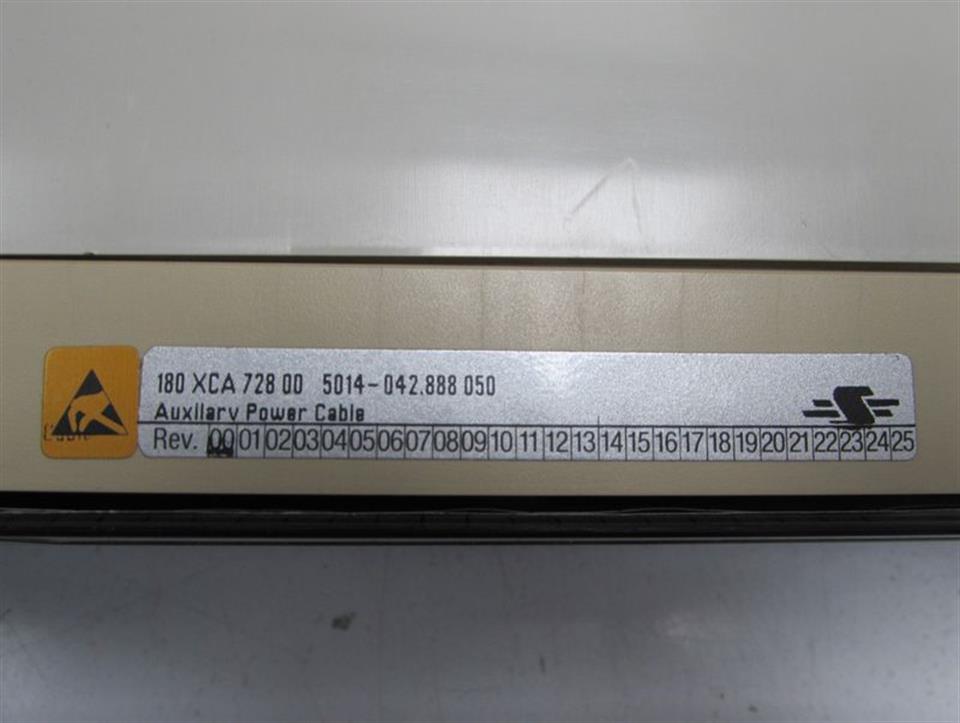 180 XCA 728 00 5014-042.888 050
Auxilary Power Cable
Rev. 00 01 02 03 04 05 06 07 08 09 10 11 12 13 14 15 16 17 18 19 20 21 22 23 24 25